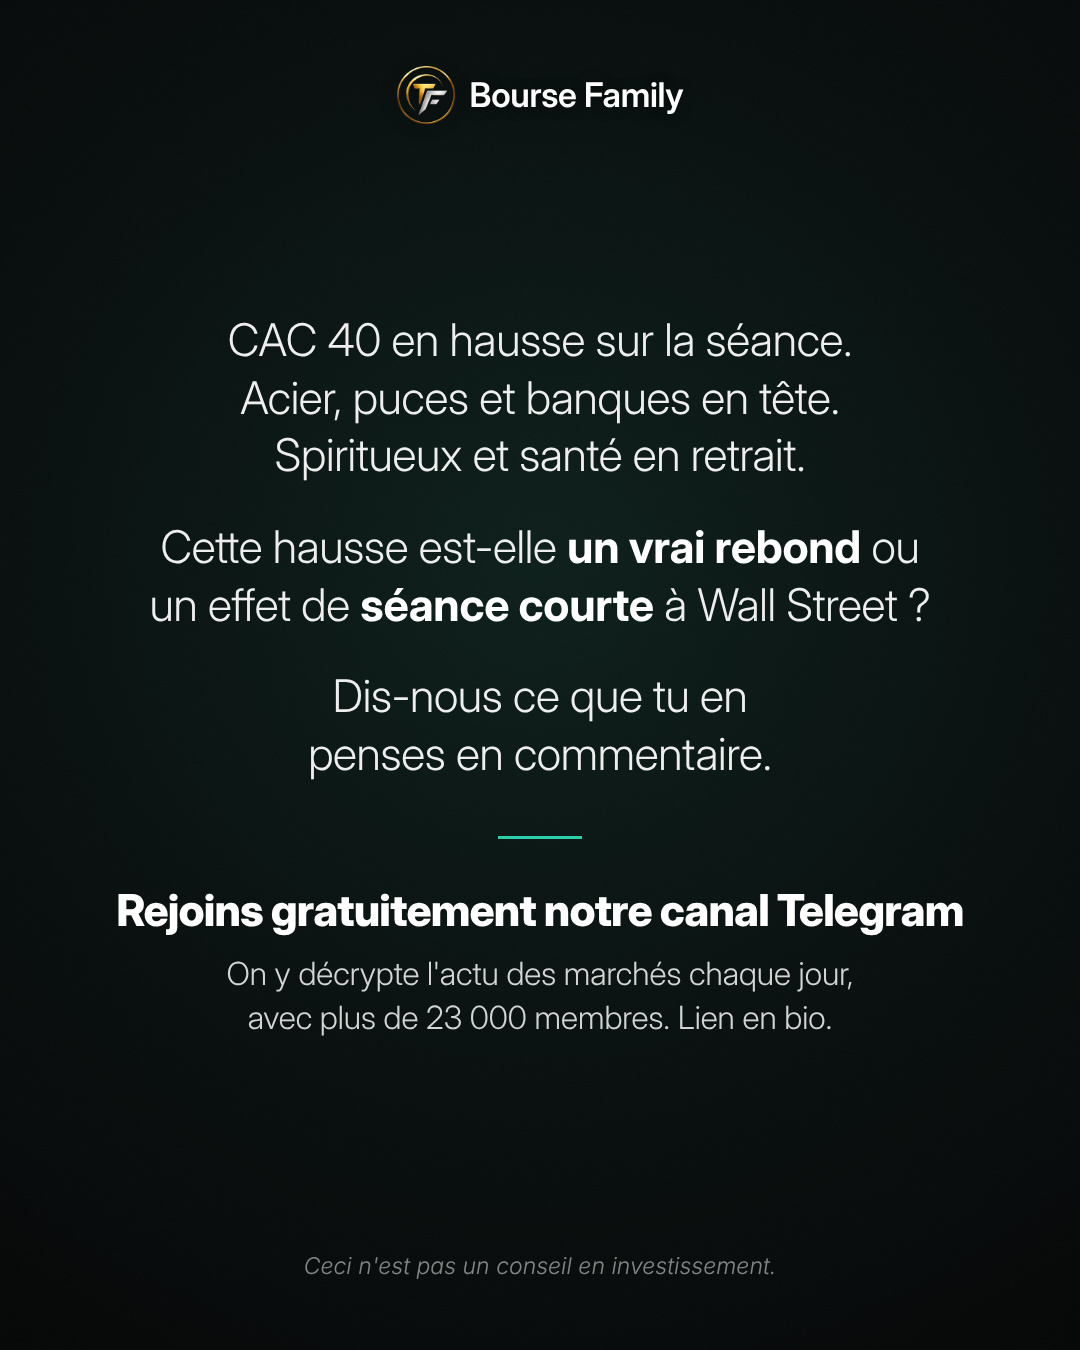 TF Bourse Family
CAC 40 en hausse sur la séance.
Acier, puces et banques en tête.
Spiritueux et santé en retrait.
Cette hausse est-elle un vrai rebond ou
un effet de séance courte à Wall Street ?
Dis-nous ce que tu en
penses en commentaire.
Rejoins gratuitement notre canal Telegram
On y décrypte l'actu des marchés chaque jour,
avec plus de 23 000 membres. Lien en bio.
Ceci n'est pas un conseil en investissement.